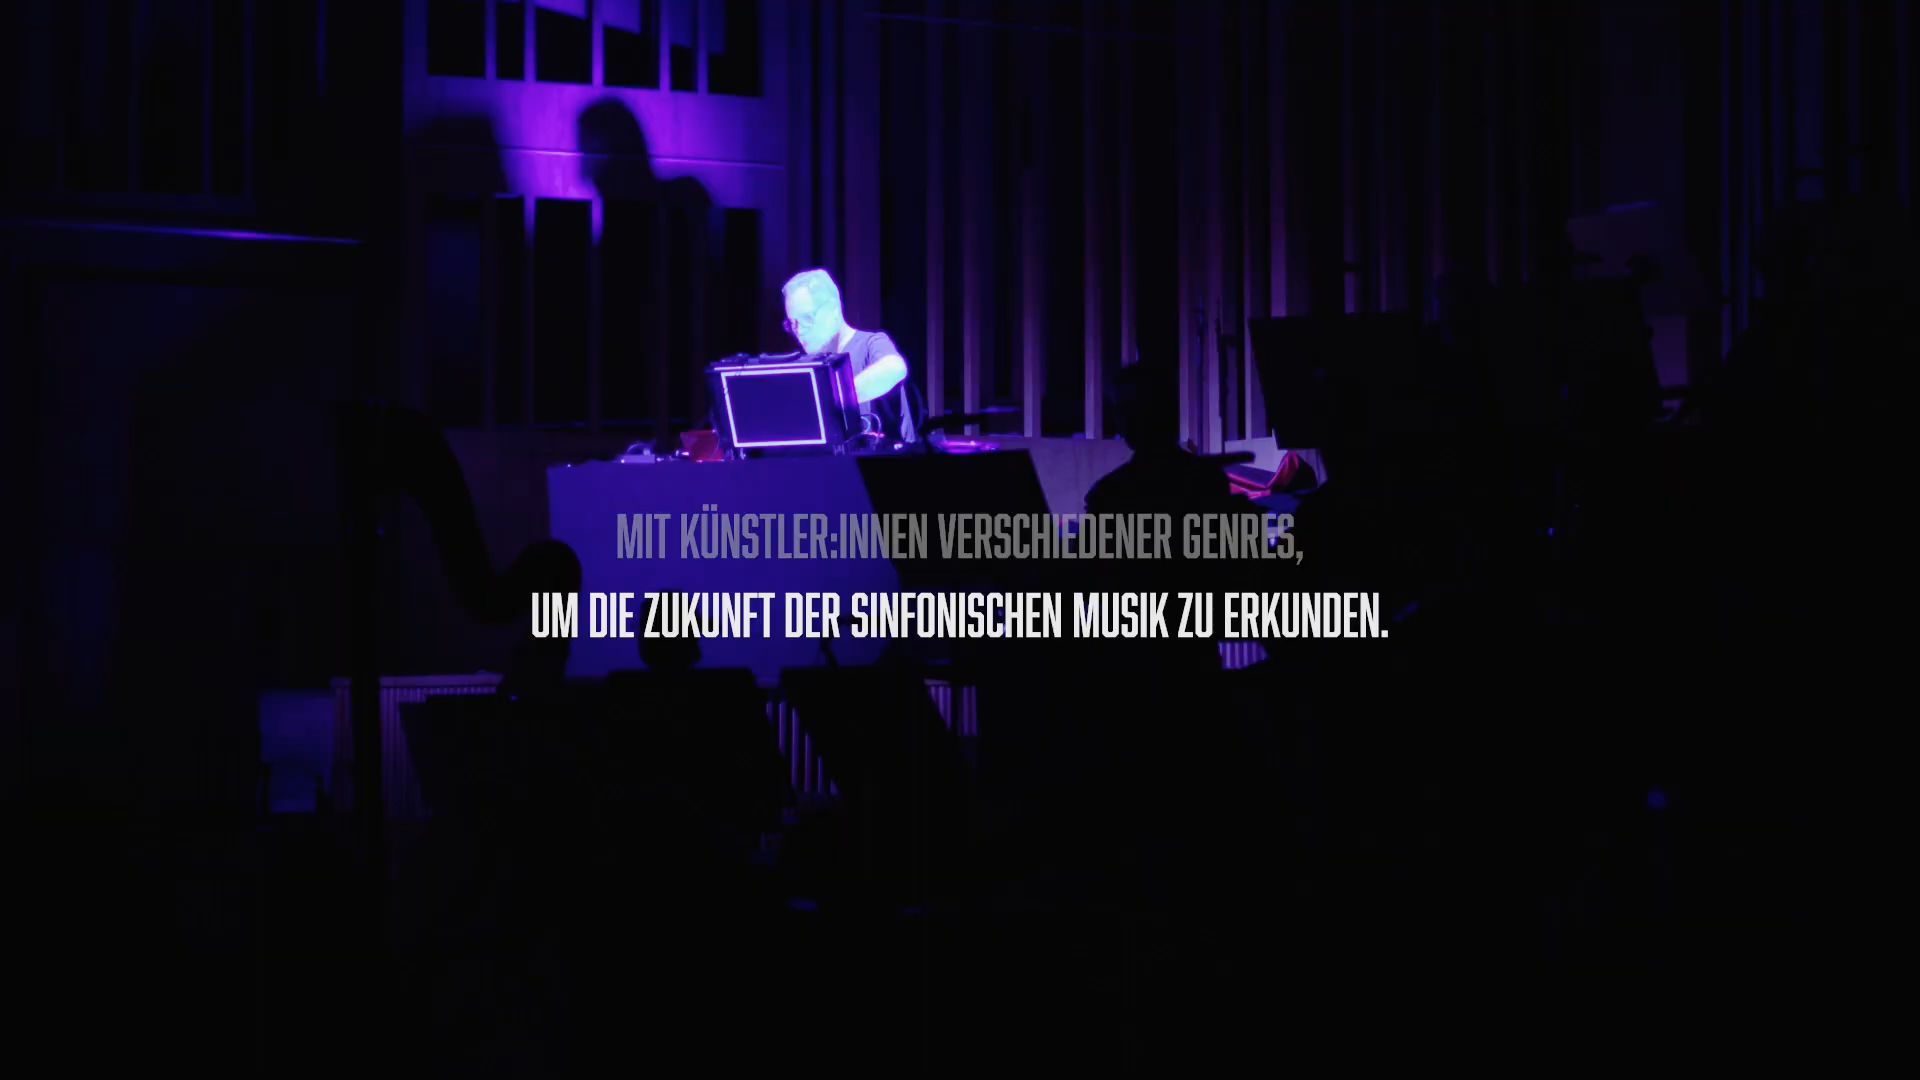 MIT KÜNSTLER:INNEN VERSCHIEDENER GENRES,
UM DIE ZUKUNFT DER SINFONISCHEN MUSIK ZU ERKUNDEN.